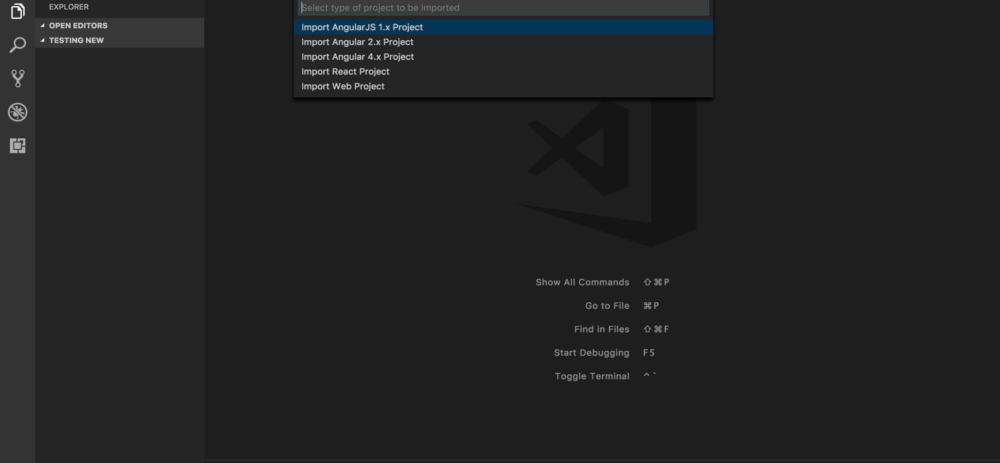 EXPLORER
OPEN EDITORS
TESTING NEW
Select type of project to be Imported
Import AngularJS 1.x Project
Import Angular 2.x Project
Import Angular 4.x Project
Import React Project
Import Web Project
Show All Commands ⇧⌘P
Go to File ⌘P
Find in Files ⇧⌘F
Start Debugging F5
Toggle Terminal ^`